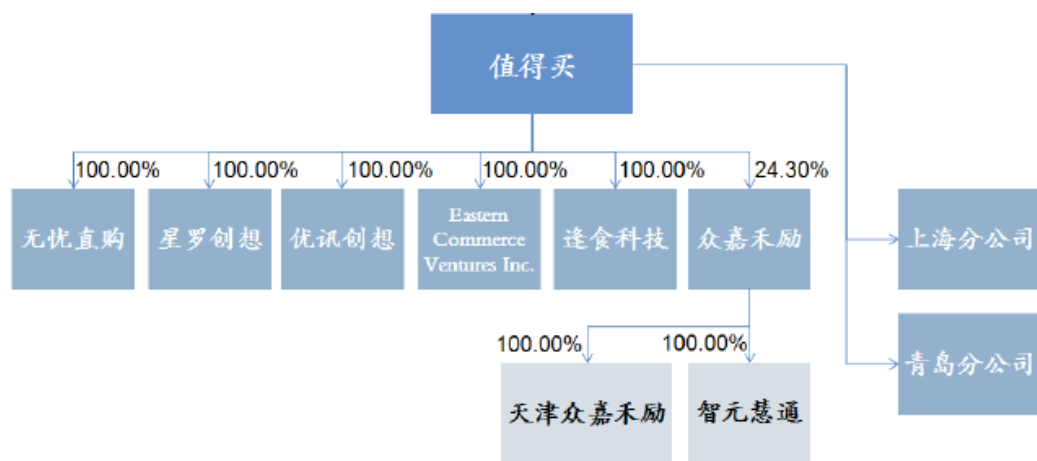 值得买
100.00%
100.00%
100.00%
100.00%
100.00%
24.30%
无忧直购
星罗创想
优讯创想
Eastern
Commerce
Ventures Inc.
逢食科技
众嘉禾励
上海分公司
100.00%
100.00%
青岛分公司
天津众嘉禾励
智元慧通